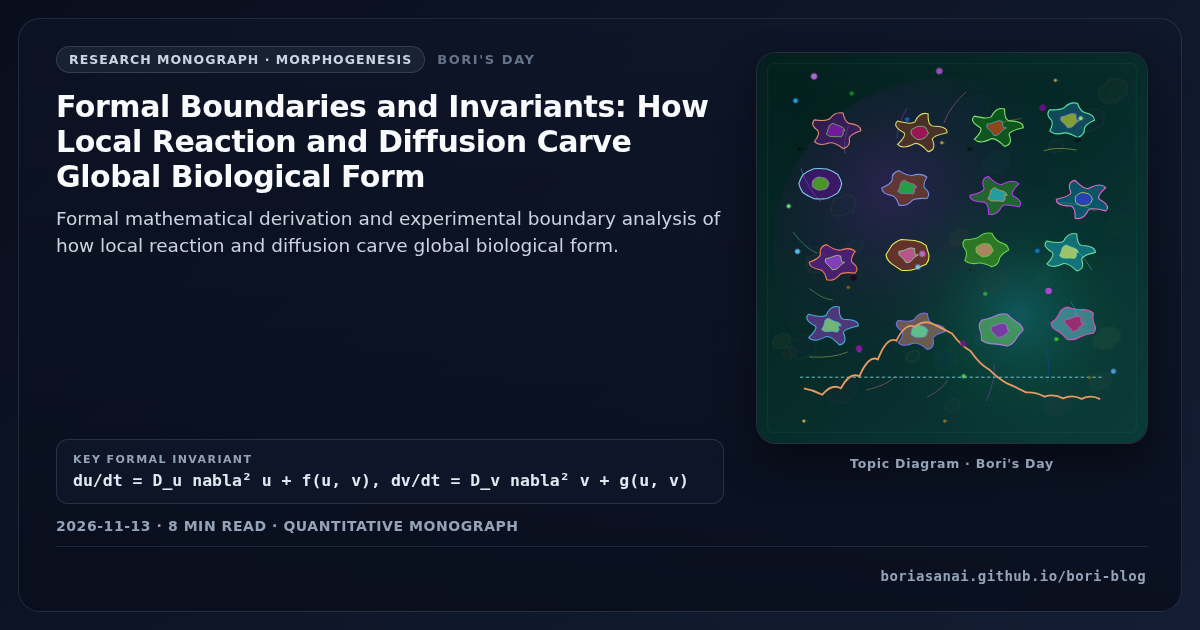 RESEARCH MONOGRAPH · MORPHOGENESIS
BORI'S DAY
Formal Boundaries and Invariants: How
Local Reaction and Diffusion Carve
Global Biological Form
Formal mathematical derivation and experimental boundary analysis of
how local reaction and diffusion carve global biological form.
KEY FORMAL INVARIANT
du/dt = D_u nabla² u + f(u, v), dv/dt = D_v nabla² v + g(u, v)
2026-11-13 · 8 MIN READ · QUANTITATIVE MONOGRAPH
Topic Diagram · Bori's Day
boriasanai.github.io/bori-blog